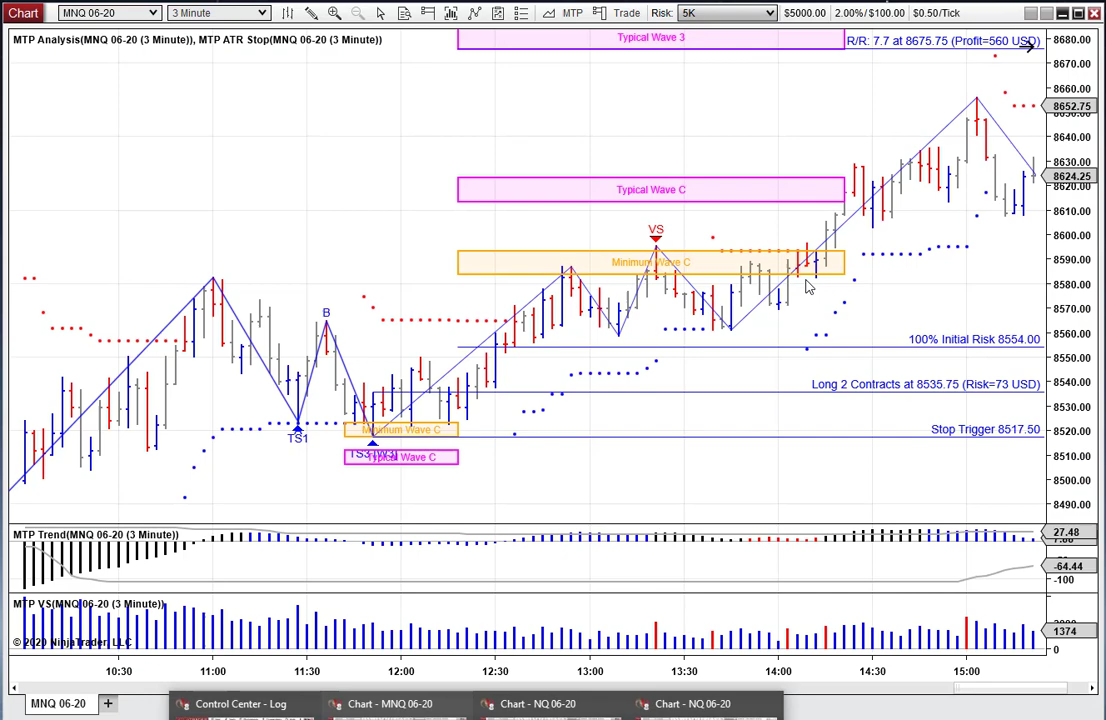 Chart MNQ 06-20 3 Minute MTP Trade Risk: 5K $5000.00 2.00%/$100.00 $0.50/Tick
MTP Analysis(MNQ 06-20 (3 Minute)), MTP ATR Stop(MNQ 06-20 (3 Minute))
Typical Wave 3
R/R: 7.7 at 8675.75 (Profit=560 USD)
8680.00
8670.00
8660.00
8652.75
8640.00
8630.00
8624.25
8620.00
Typical Wave C
8610.00
VS
8600.00
Minimum Wave C
8590.00
8580.00
B
8570.00
8560.00
100% Initial Risk 8554.00
8550.00
Long 2 Contracts at 8535.75 (Risk=73 USD)
8540.00
8530.00
Minimum Wave C
Stop Trigger 8517.50
8520.00
TS1
TS3 (W3)
Typical Wave C
8510.00
8500.00
8490.00
MTP Trend(MNQ 06-20 (3 Minute))
27.48
-64.44
-100
MTP VS(MNQ 06-20 (3 Minute))
1374
© 2020 NinjaTrader, LLC
0
10:30 11:00 11:30 12:00 12:30 13:00 13:30 14:00 14:30 15:00
MNQ 06-20 +
Control Center - Log Chart - MNQ 06-20 Chart - NQ 06-20 Chart - NQ 06-20